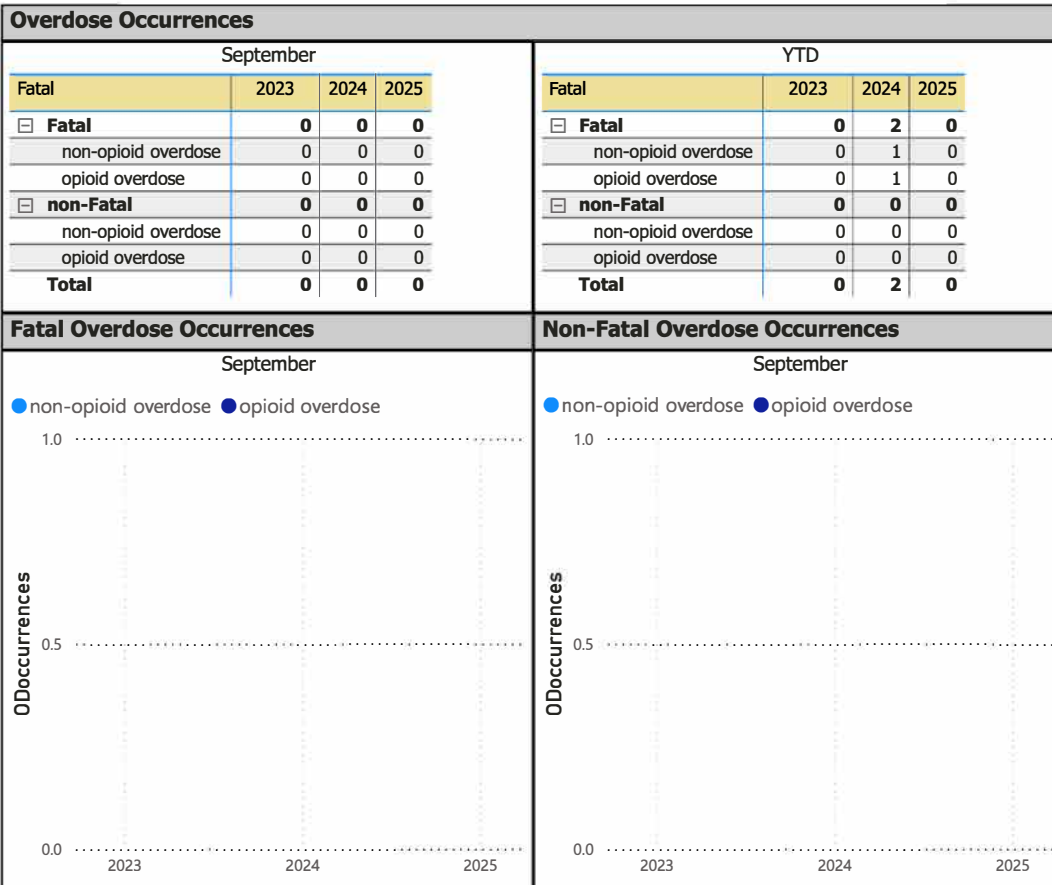 Overdose Occurrences
September
Fatal 2023 2024 2025
Fatal 0 0 0
non-opioid overdose 0 0 0
opioid overdose 0 0 0
non-Fatal 0 0 0
non-opioid overdose 0 0 0
opioid overdose 0 0 0
Total 0 0 0
YTD
Fatal 2023 2024 2025
Fatal 0 2 0
non-opioid overdose 0 1 0
opioid overdose 0 1 0
non-Fatal 0 0 0
non-opioid overdose 0 0 0
opioid overdose 0 0 0
Total 0 2 0
Fatal Overdose Occurrences
September
non-opioid overdose opioid overdose
1.0
0.5
0.0
ODoccurrences
2023 2024 2025
Non-Fatal Overdose Occurrences
September
non-opioid overdose opioid overdose
1.0
0.5
0.0
ODoccurrences
2023 2024 2025